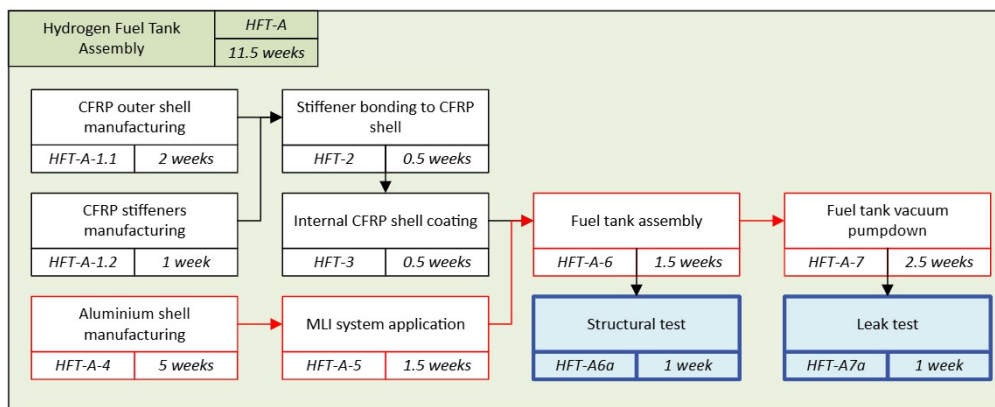 Hydrogen Fuel Tank
Assembly
HFT-A
11.5 weeks
CFRP outer shell
manufacturing
HFT-A-1.1
2 weeks
Stiffener bonding to CFRP
shell
HFT-2
0.5 weeks
CFRP stiffeners
manufacturing
HFT-A-1.2
1 week
Internal CFRP shell coating
HFT-3
0.5 weeks
Fuel tank assembly
HFT-A-6
1.5 weeks
Fuel tank vacuum
pumpdown
HFT-A-7
2.5 weeks
Aluminium shell
manufacturing
HFT-A-4
5 weeks
MLI system application
HFT-A-5
1.5 weeks
Structural test
HFT-A6a
1 week
Leak test
HFT-A7a
1 week